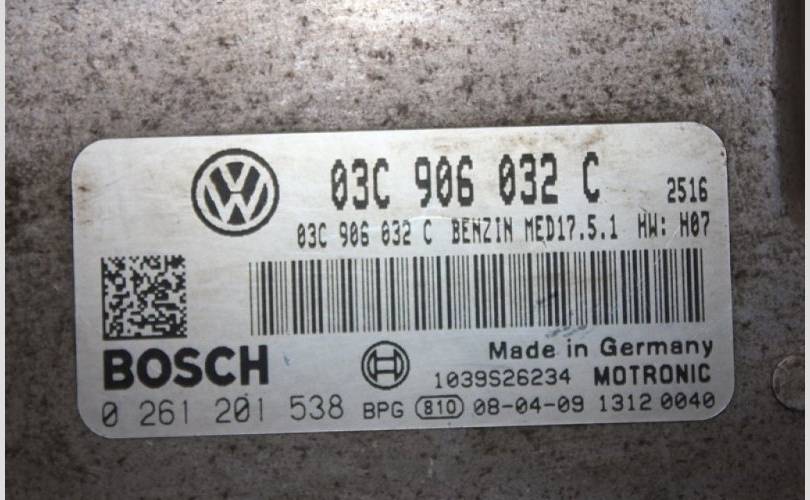 03C 906 032 C 2516
03C 906 032 C BENZIN MED17.5.1 HW: H07
BOSCH
Made in Germany
1039S26234 MOTRONIC
0 261 201 538 BPG 810 08-04-09 1312 0040